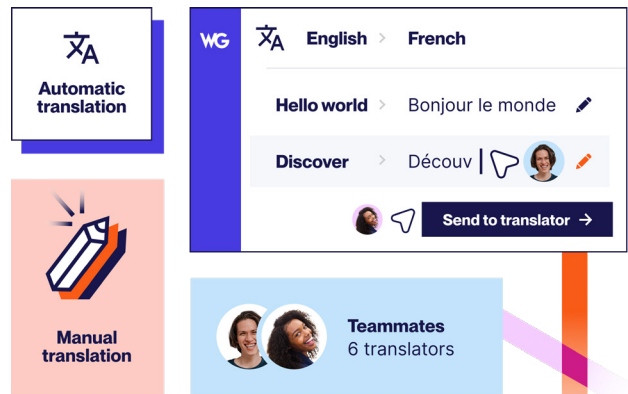 Automatic
translation
WG
English
French
Hello world
Bonjour le monde
Discover
Découv
Send to translator
Manual
translation
Teammates
6 translators